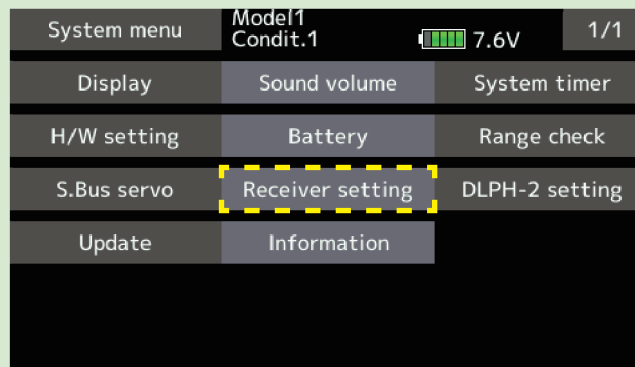 System menu
Model1
Condit.1
7.6V
1/1
Display
Sound volume
System timer
H/W setting
Battery
Range check
S.Bus servo
Receiver setting
DLPH-2 setting
Update
Information